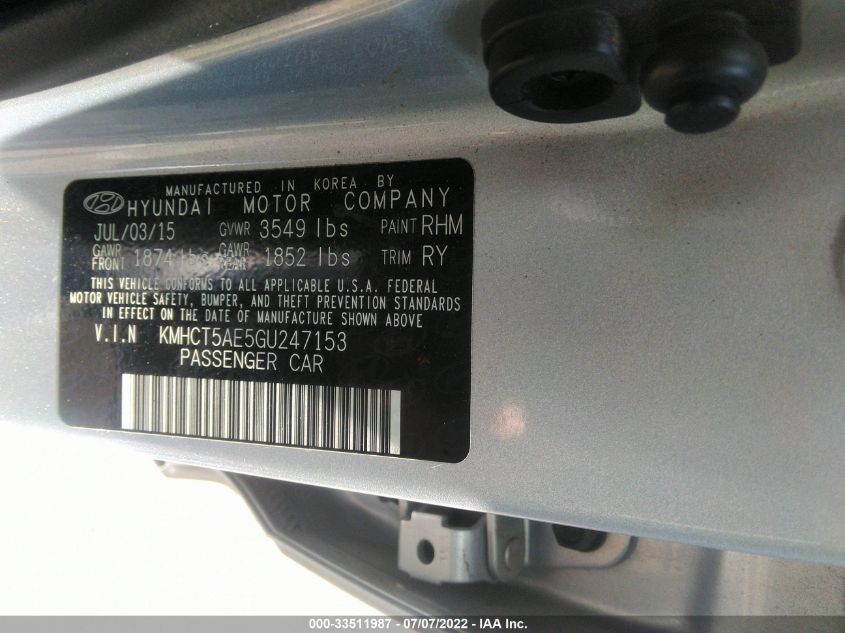 MANUFACTURED IN KOREA BY
HYUNDAI MOTOR COMPANY
JUL/03/15 GVWR 3549 lbs PAINT RHM
GAWR FRONT 1874 lbs GAWR REAR 1852 lbs TRIM RY
THIS VEHICLE CONFORMS TO ALL APPLICABLE U.S.A. FEDERAL
MOTOR VEHICLE SAFETY, BUMPER, AND THEFT PREVENTION STANDARDS
IN EFFECT ON THE DATE OF MANUFACTURE SHOWN ABOVE
V.I.N KMHCT5AE5GU247153
PASSENGER CAR
000-33511987 - 07/07/2022 - IAA Inc.